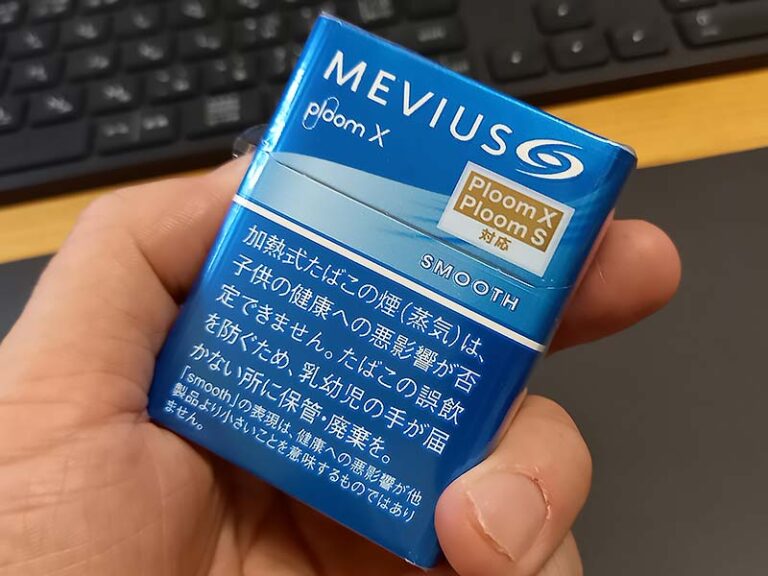 MEVIUS
ploom X
Ploom X
Ploom S
対応
SMOOTH
加熱式たばこの煙(蒸気)は、
子供の健康への悪影響が否
定できません。たばこの誤飲
を防ぐため、乳幼児の手が届
かない所に保管・廃棄を。
「smooth」の表現は、健康への悪影響が他
製品より小さいことを意味するものではあり
ません。